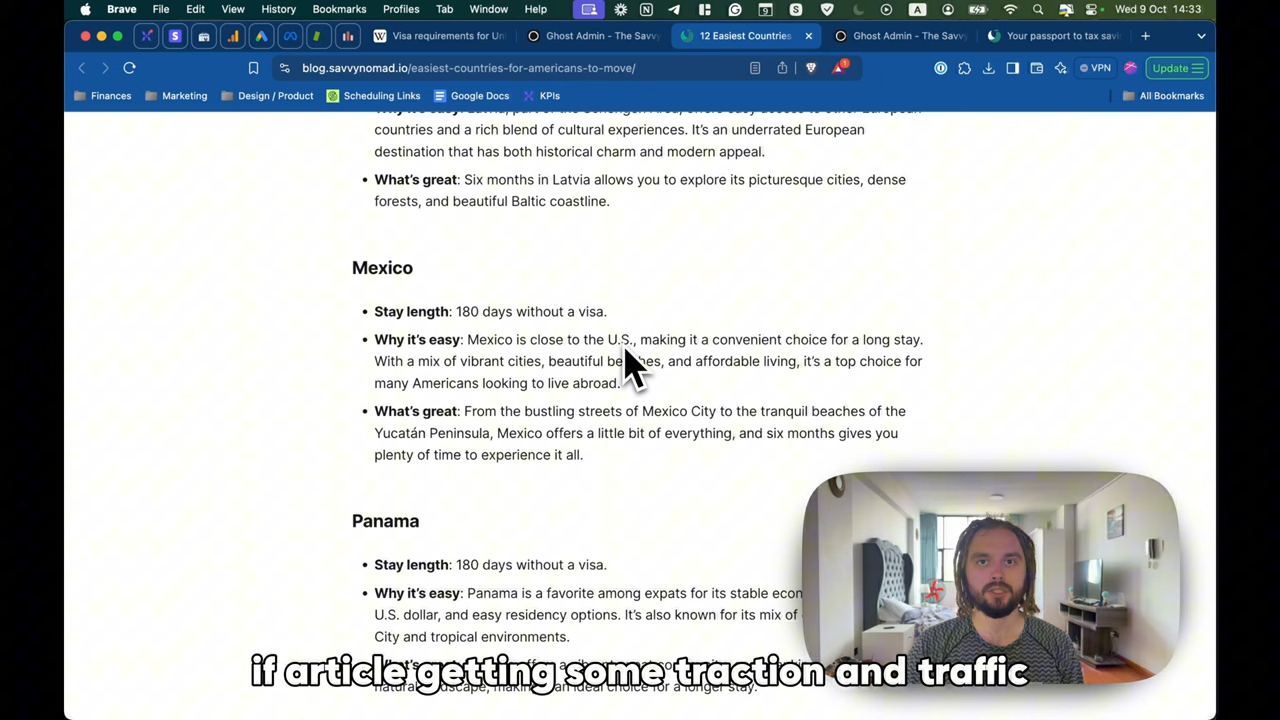 Brave File Edit View History Bookmarks Profiles Tab Window Help Wed 9 Oct 14:33
Visa requirements for Un Ghost Admin - The Savvy 12 Easiest Countries Ghost Admin - The Savvy Your passport to tax savi
blog.savvynomad.io/easiest-countries-for-americans-to-move/ 1 VPN Update
Finances Marketing Design / Product Scheduling Links Google Docs KPIs All Bookmarks
countries and a rich blend of cultural experiences. It’s an underrated European
destination that has both historical charm and modern appeal.
• What’s great: Six months in Latvia allows you to explore its picturesque cities, dense
forests, and beautiful Baltic coastline.
Mexico
• Stay length: 180 days without a visa.
• Why it’s easy: Mexico is close to the U.S., making it a convenient choice for a long stay.
With a mix of vibrant cities, beautiful beaches, and affordable living, it’s a top choice for
many Americans looking to live abroad.
• What’s great: From the bustling streets of Mexico City to the tranquil beaches of the
Yucatán Peninsula, Mexico offers a little bit of everything, and six months gives you
plenty of time to experience it all.
Panama
• Stay length: 180 days without a visa.
• Why it’s easy: Panama is a favorite among expats for its stable
U.S. dollar, and easy residency options. It’s also known for its mix of
City and tropical environments.
if article getting some traction and traffic